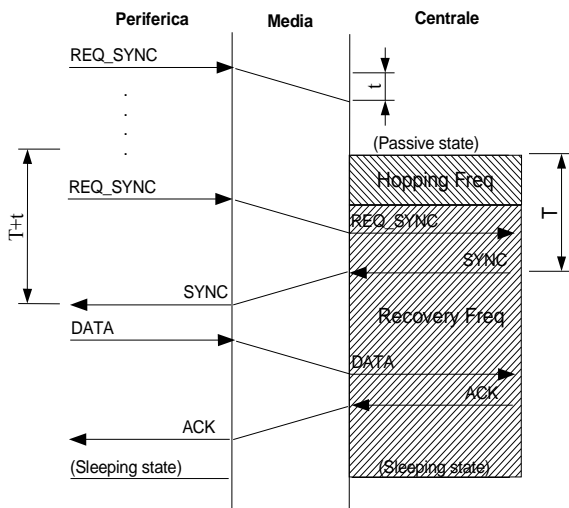 Periferica
Media
Centrale
REQ_SYNC
t
(Passive state)
Hopping Freq
REQ_SYNC
T+t
T
REQ_SYNC
SYNC
SYNC
Recovery Freq
DATA
DATA
ACK
ACK
(Sleeping state)
(Sleeping state)